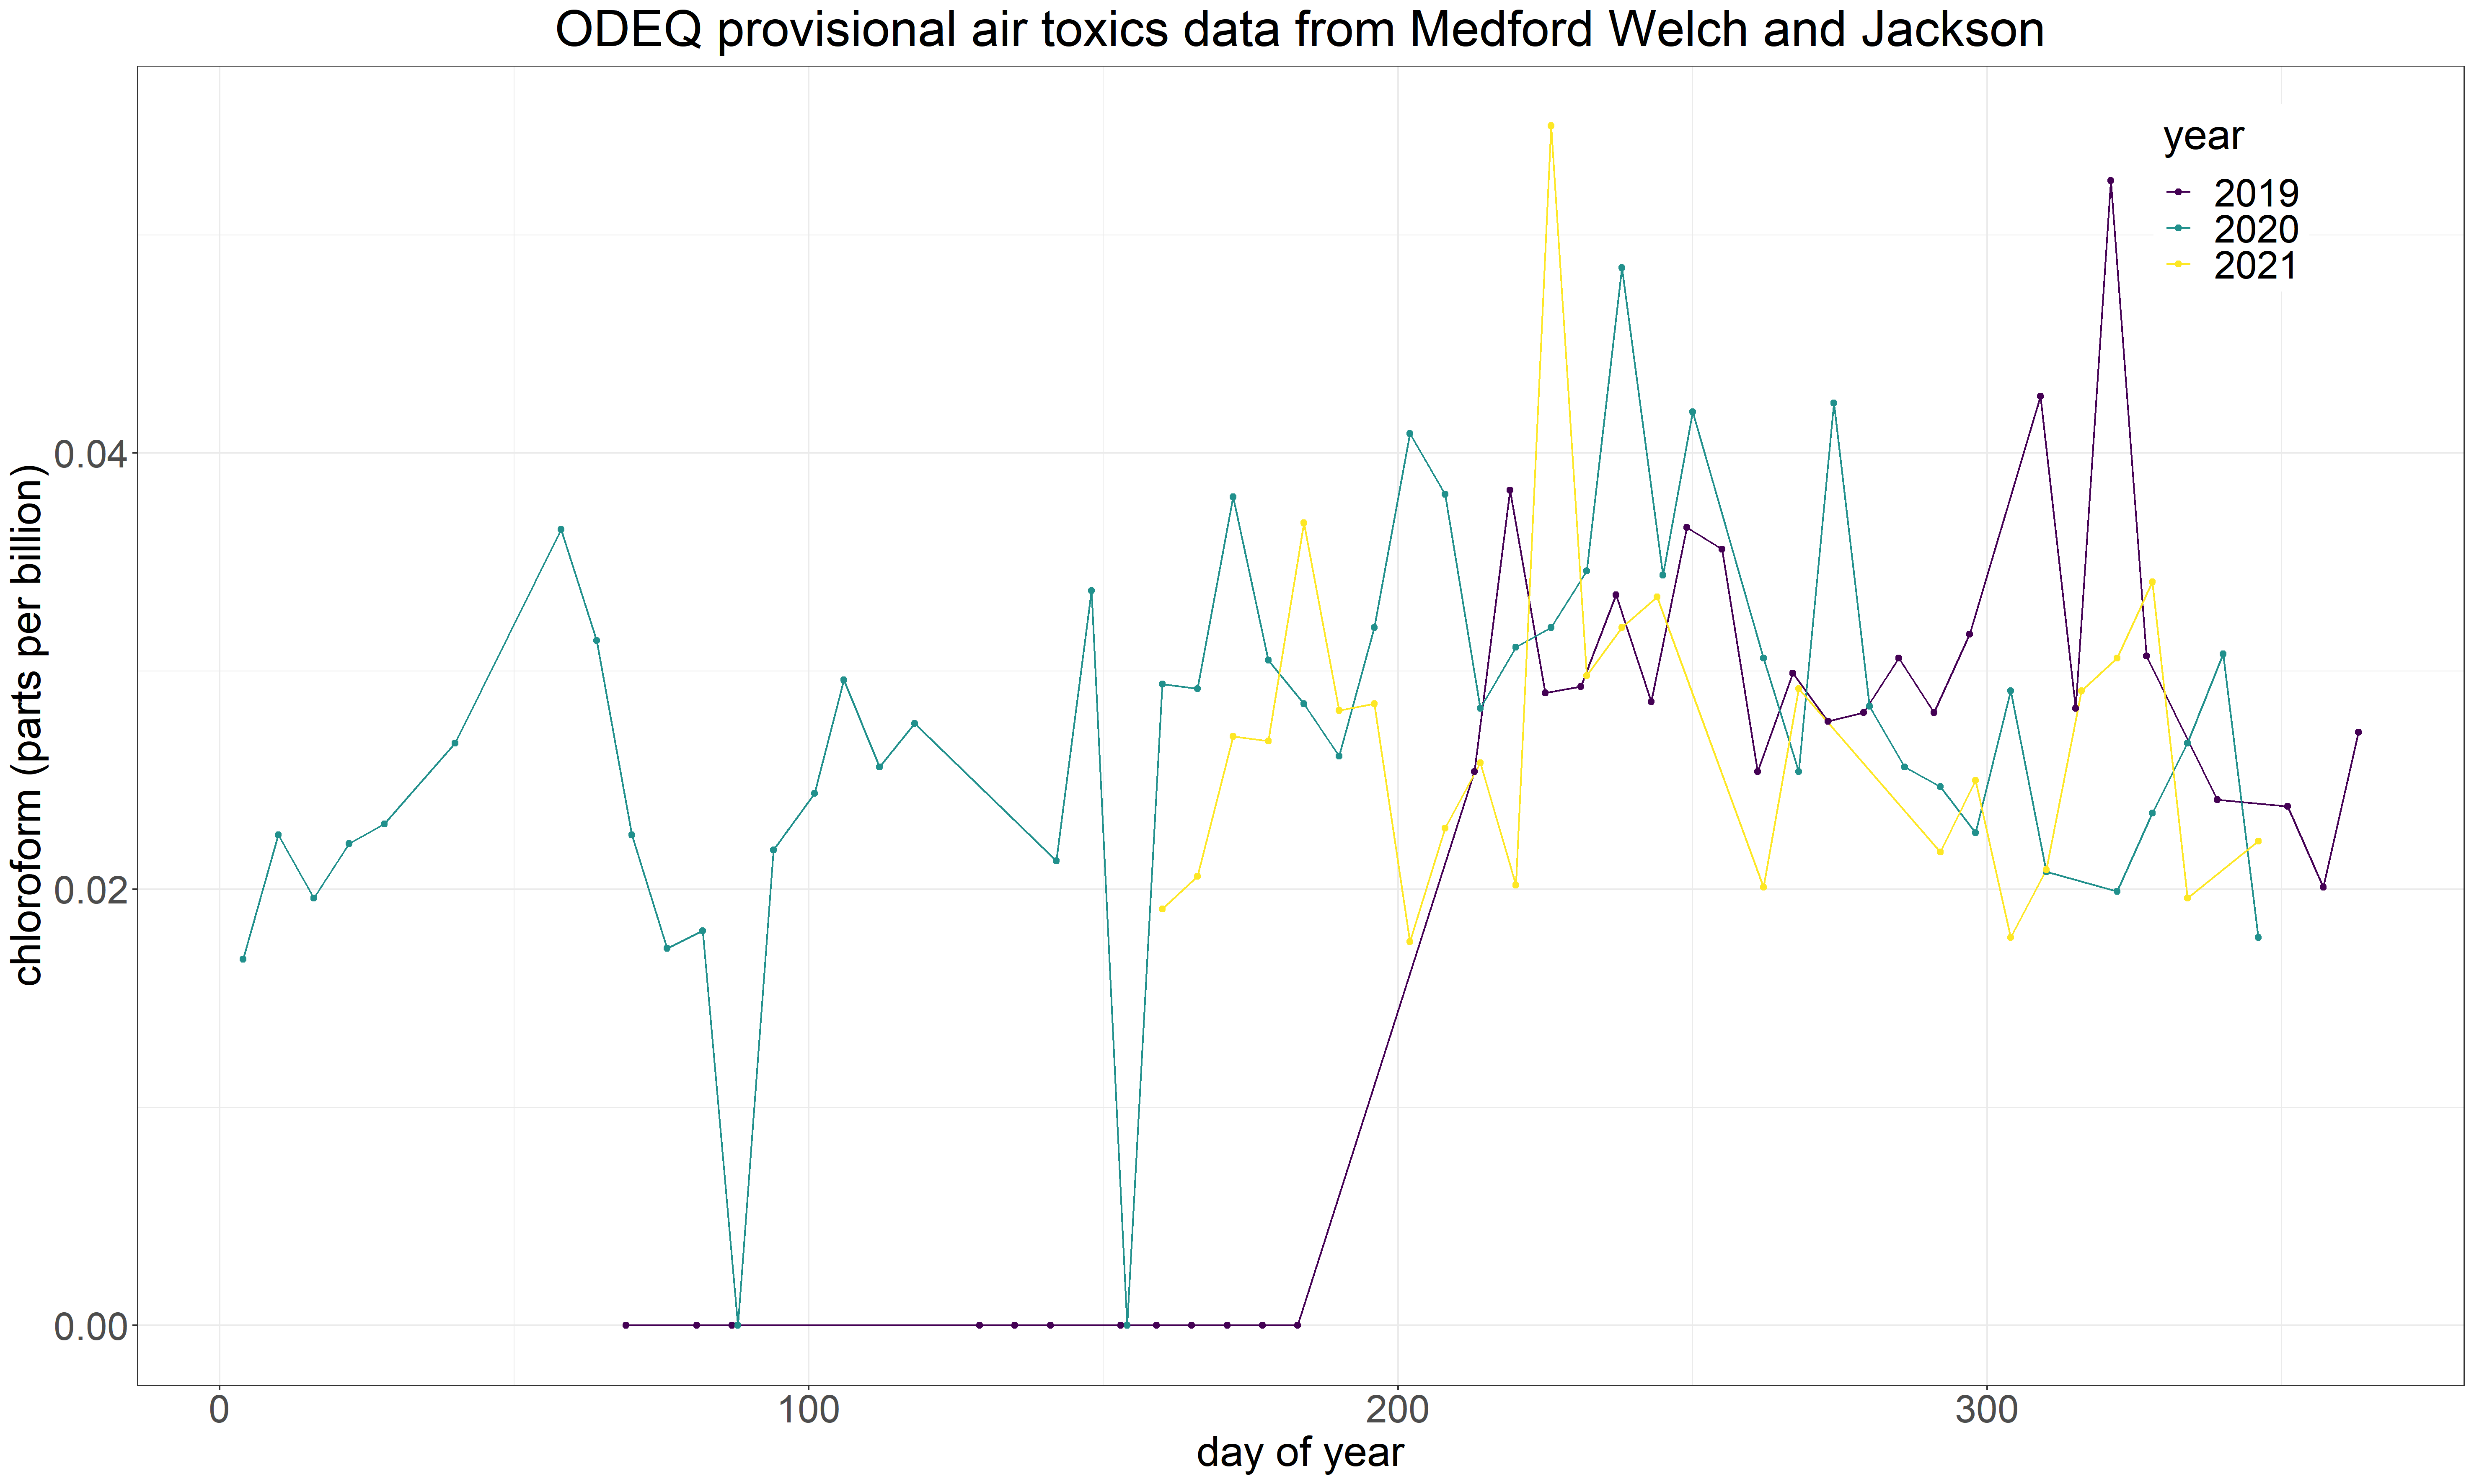 ODEQ provisional air toxics data from Medford Welch and Jackson
year
2019
2020
2021
chloroform (parts per billion)
0.04
0.02
0.00
0
100
200
300
day of year